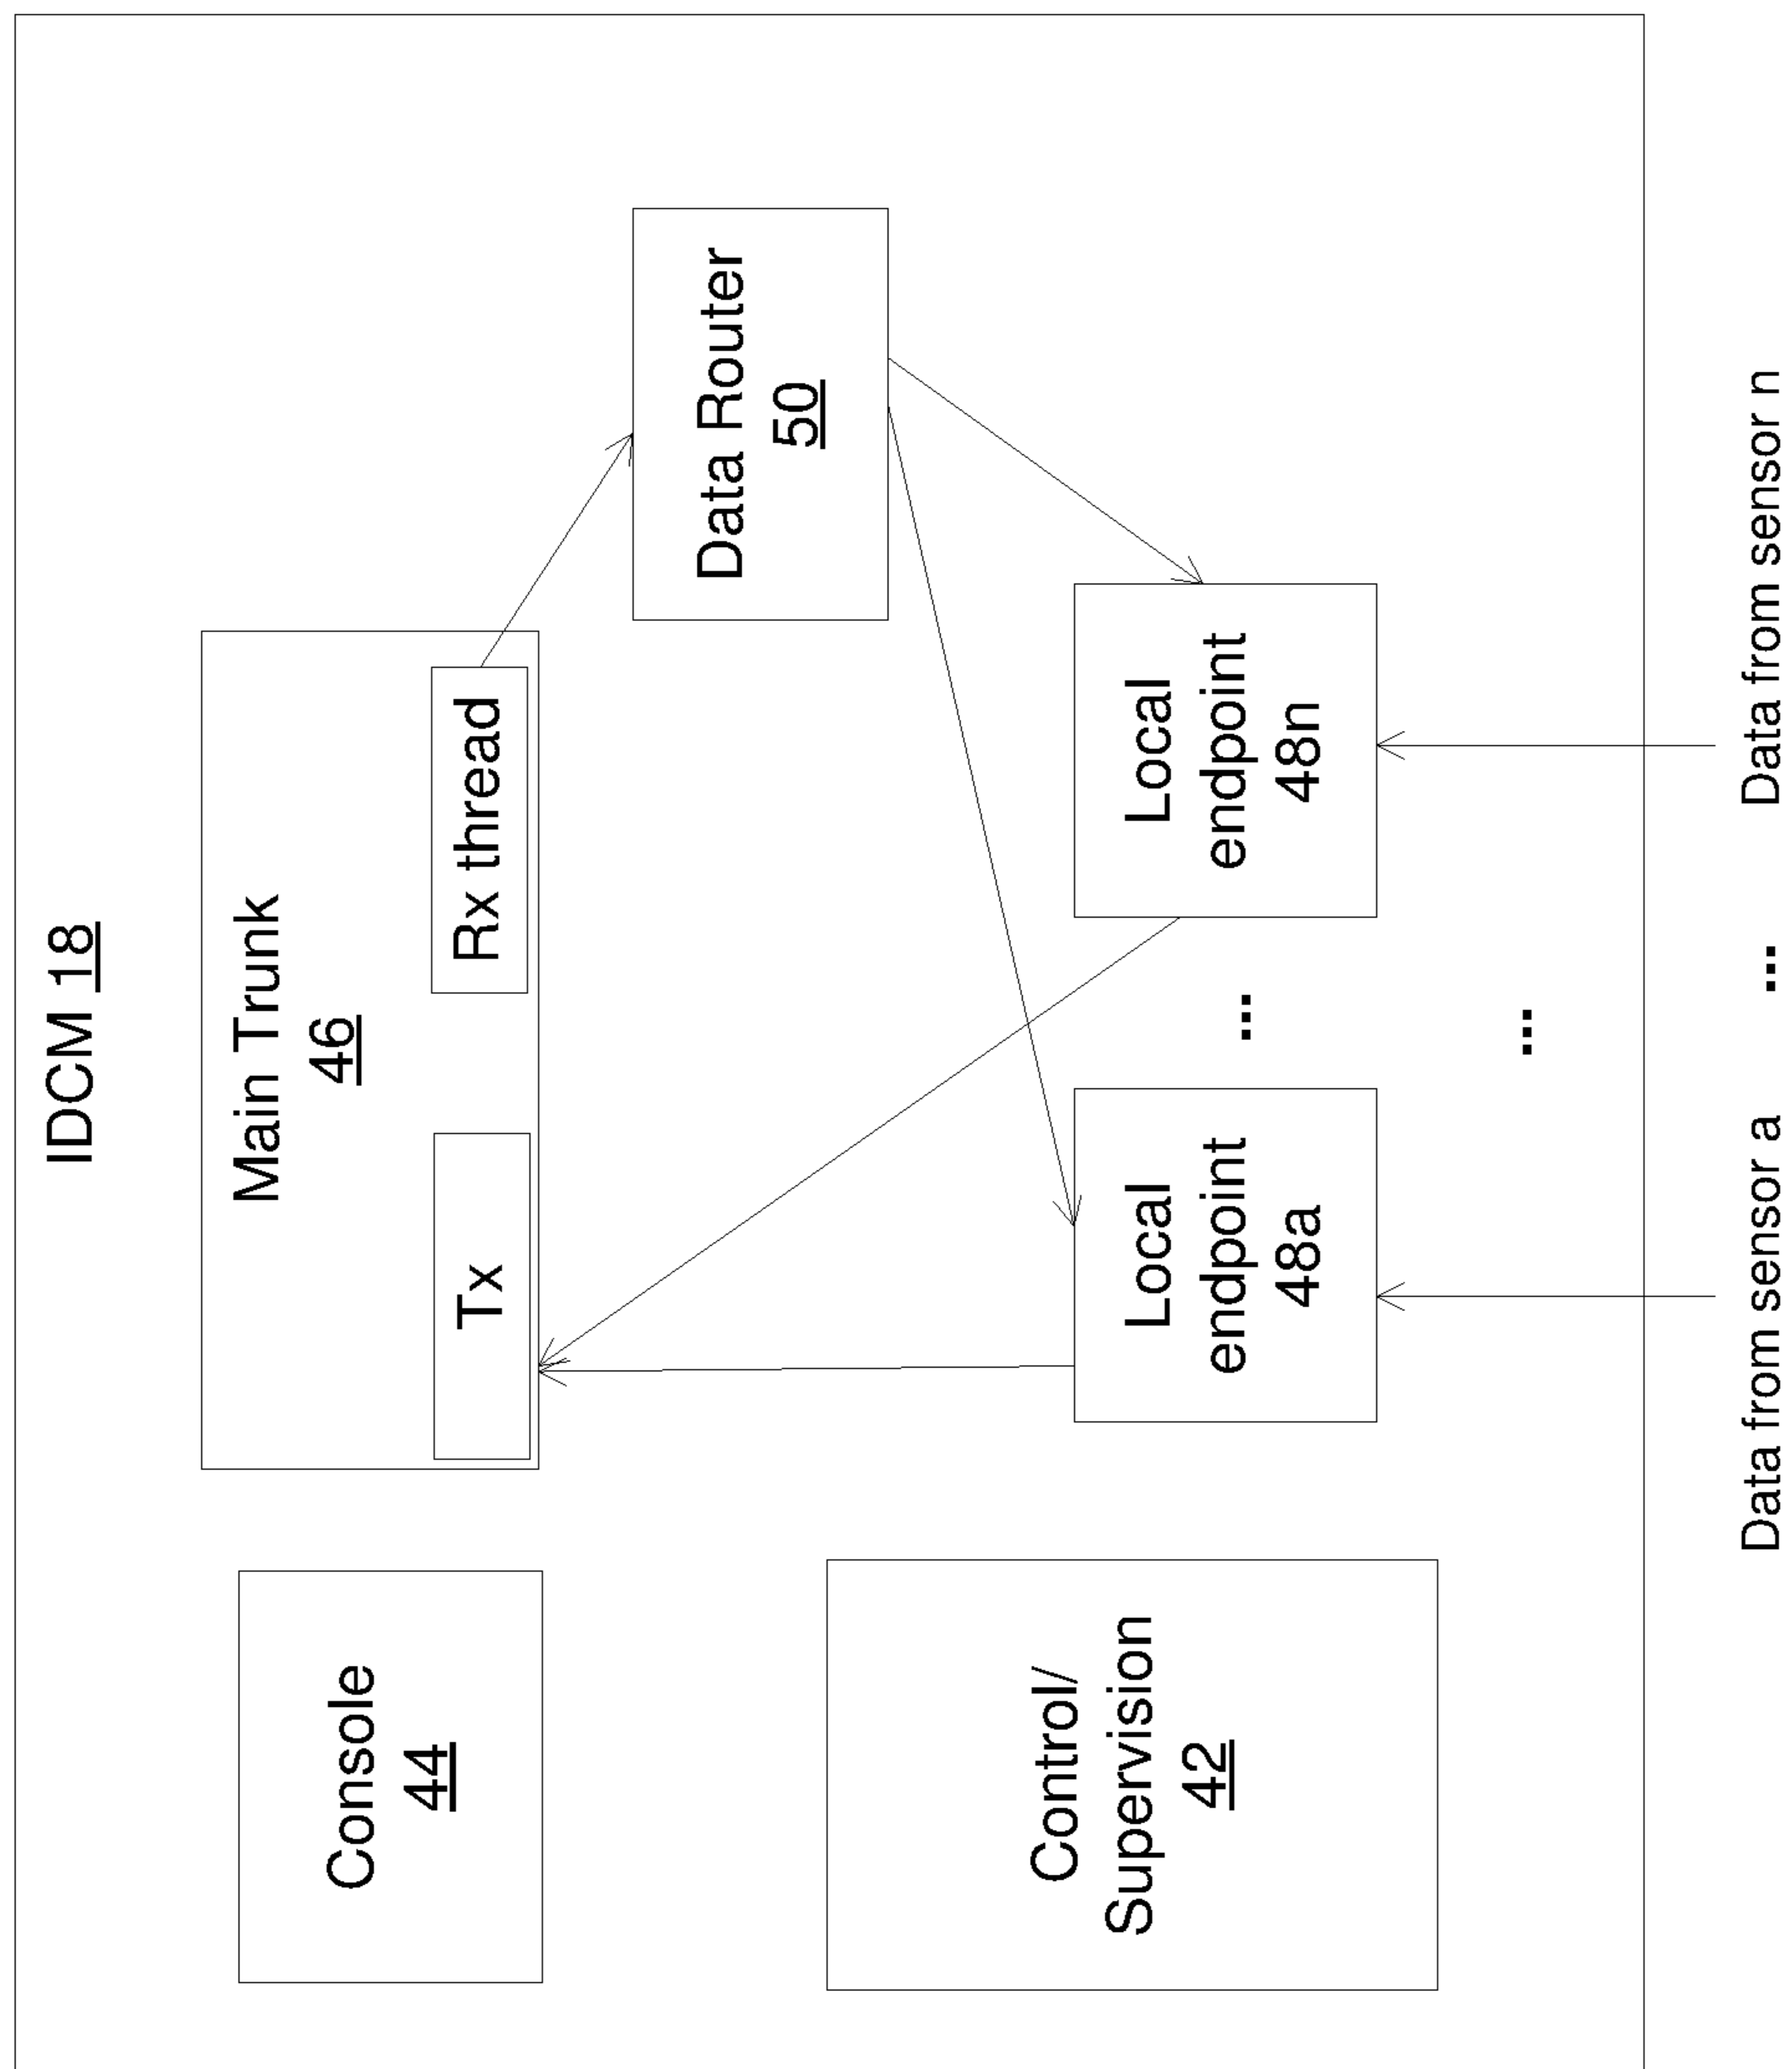 IDCM 18
Console
44
Main Trunk
46
Tx
Rx thread
Data Router
50
Control/
Supervision
42
Local
endpoint
48a
...
Local
endpoint
48n
...
Data from sensor a
...
Data from sensor n